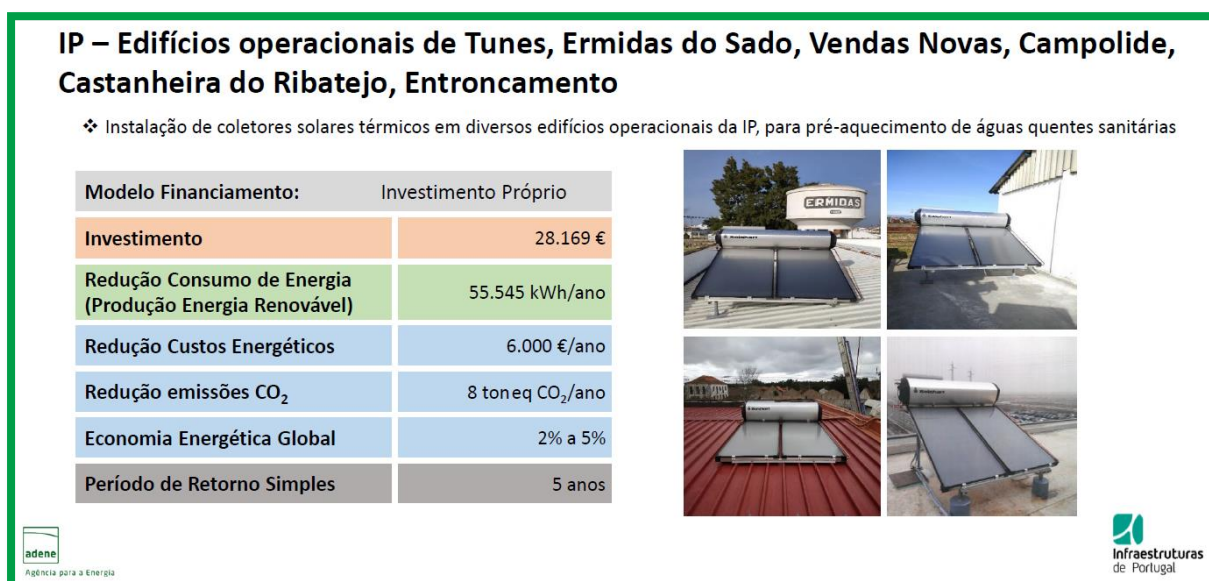 IP – Edifícios operacionais de Tunes, Ermidas do Sado, Vendas Novas, Campolide,
Castanheira do Ribatejo, Entroncamento
❖ Instalação de coletores solares térmicos em diversos edifícios operacionais da IP, para pré-aquecimento de águas quentes sanitárias
Modelo Financiamento: Investimento Próprio
Investimento 28.169 €
Redução Consumo de Energia
(Produção Energia Renovável) 55.545 kWh/ano
Redução Custos Energéticos 6.000 €/ano
Redução emissões CO₂ 8 ton eq CO₂/ano
Economia Energética Global 2% a 5%
Período de Retorno Simples 5 anos
ERMIDAS
adene
Agência para a Energia
Infraestruturas
de Portugal